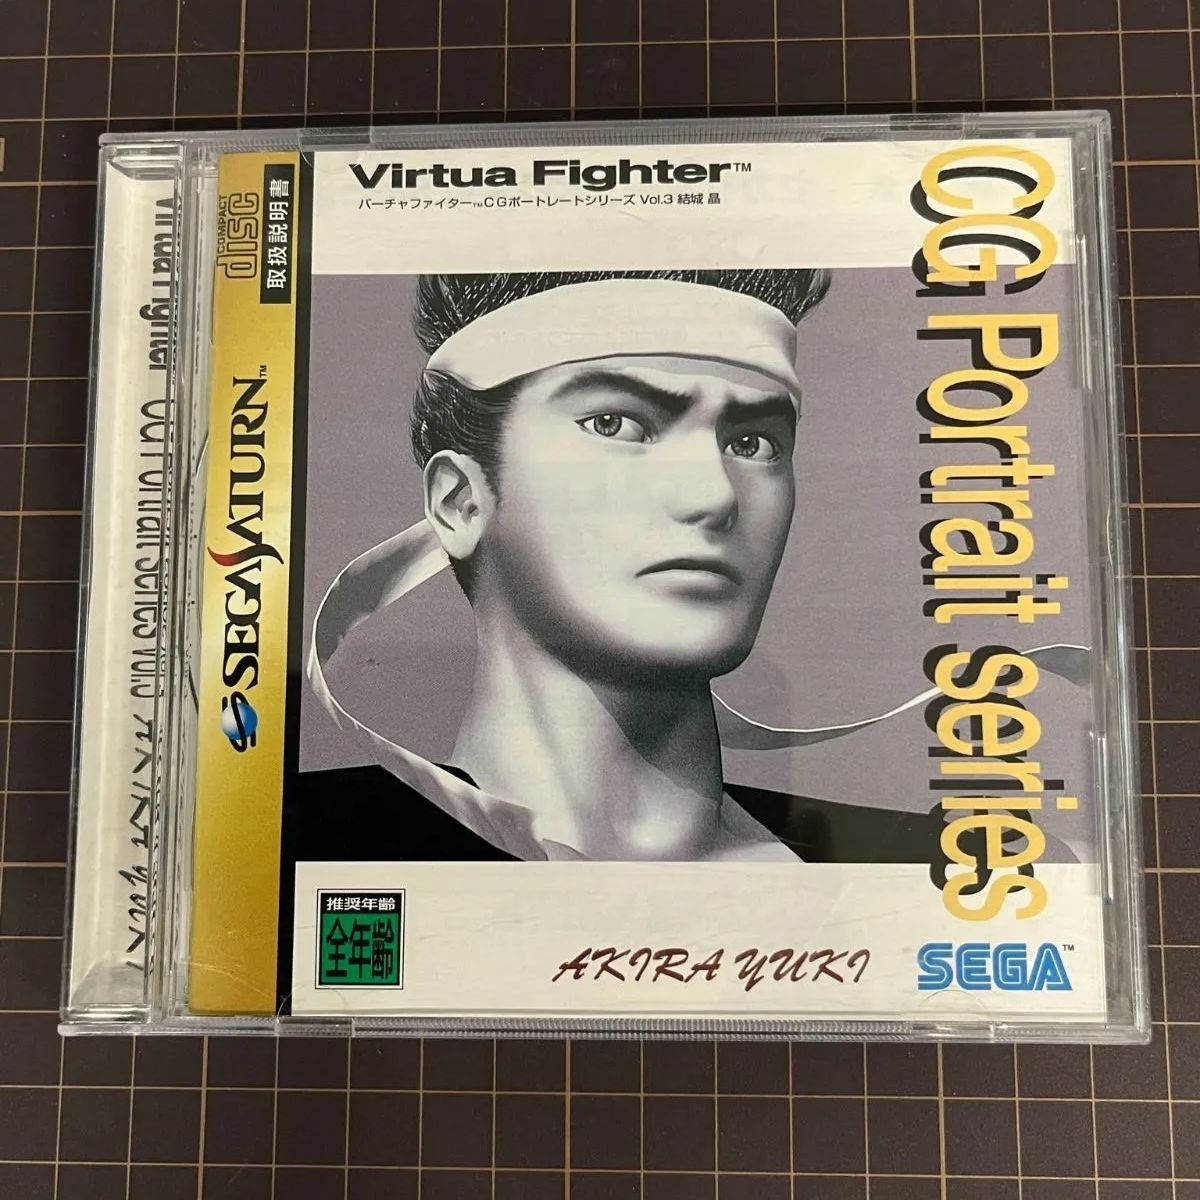 Virtua Fighter™
バーチャファイター™CGポートレートシリーズ Vol.3 結城 晶
COMPACT
disc
取扱説明書
SEGA SATURN™
CG Portrait series
推奨年齢
全年齢
AKIRA YUKI
SEGA™